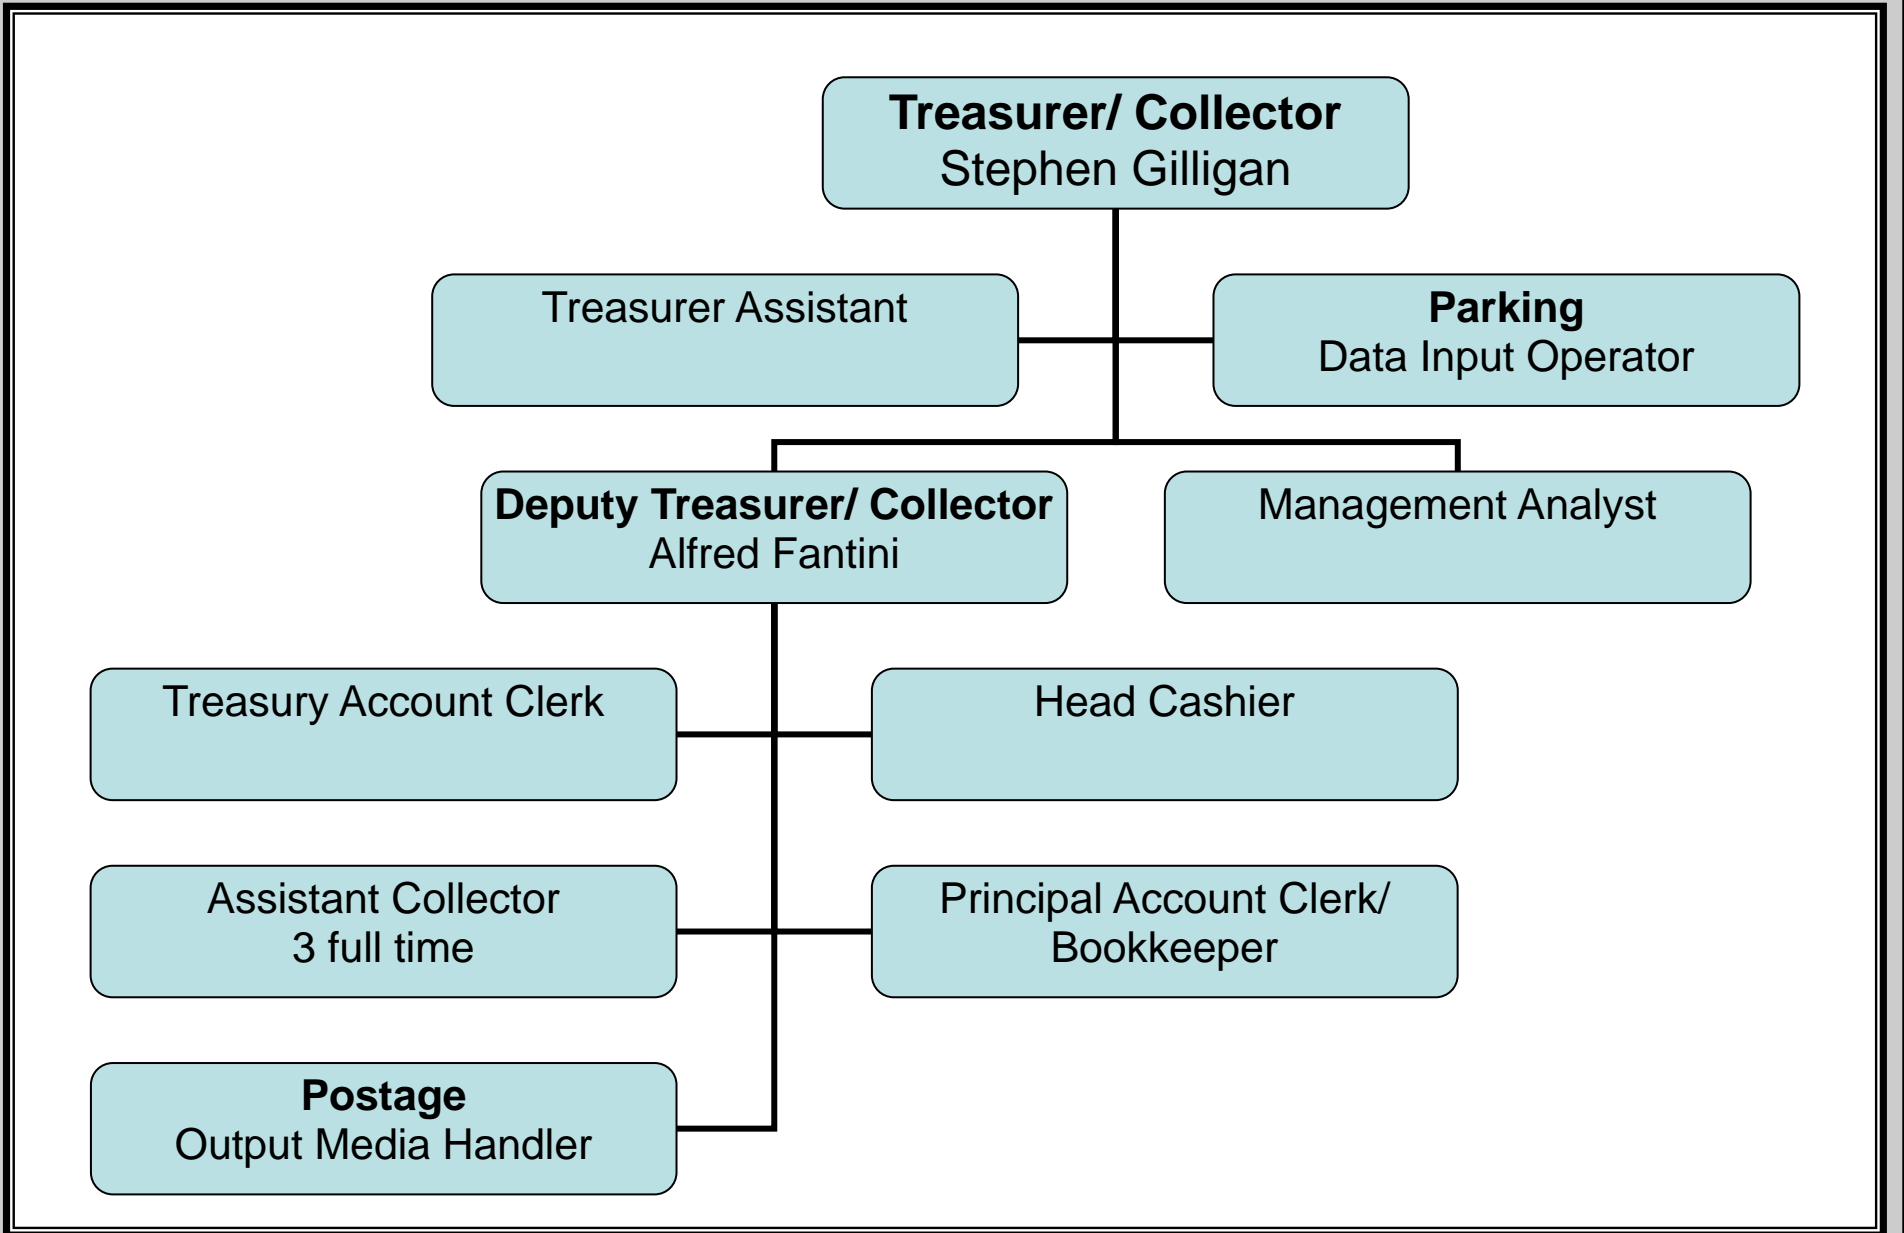 Treasurer/ Collector
Stephen Gilligan
Treasurer Assistant
Parking
Data Input Operator
Deputy Treasurer/ Collector
Alfred Fantini
Management Analyst
Treasury Account Clerk
Head Cashier
Assistant Collector
3 full time
Principal Account Clerk/
Bookkeeper
Postage
Output Media Handler